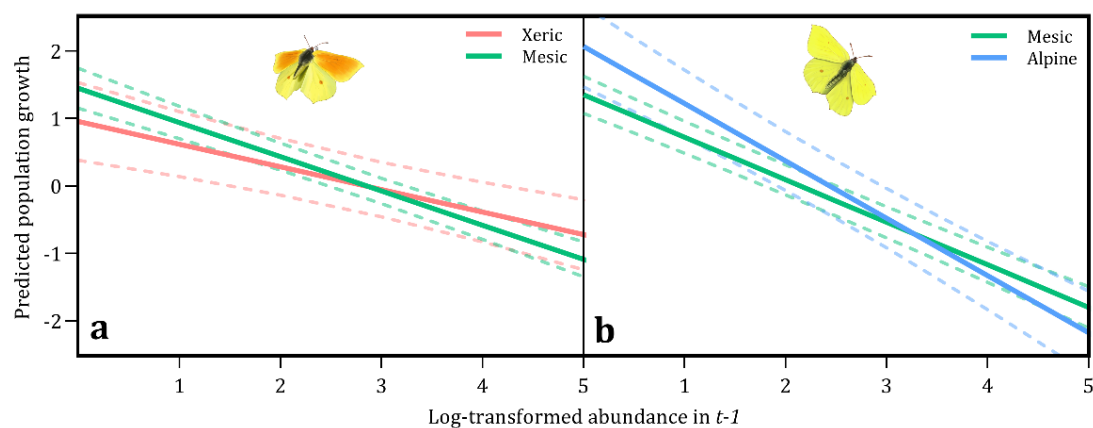 Predicted population growth
2
1
0
-1
-2
Xeric
Mesic
a
1 2 3 4 5
Mesic
Alpine
b
1 2 3 4 5
Log-transformed abundance in t-1